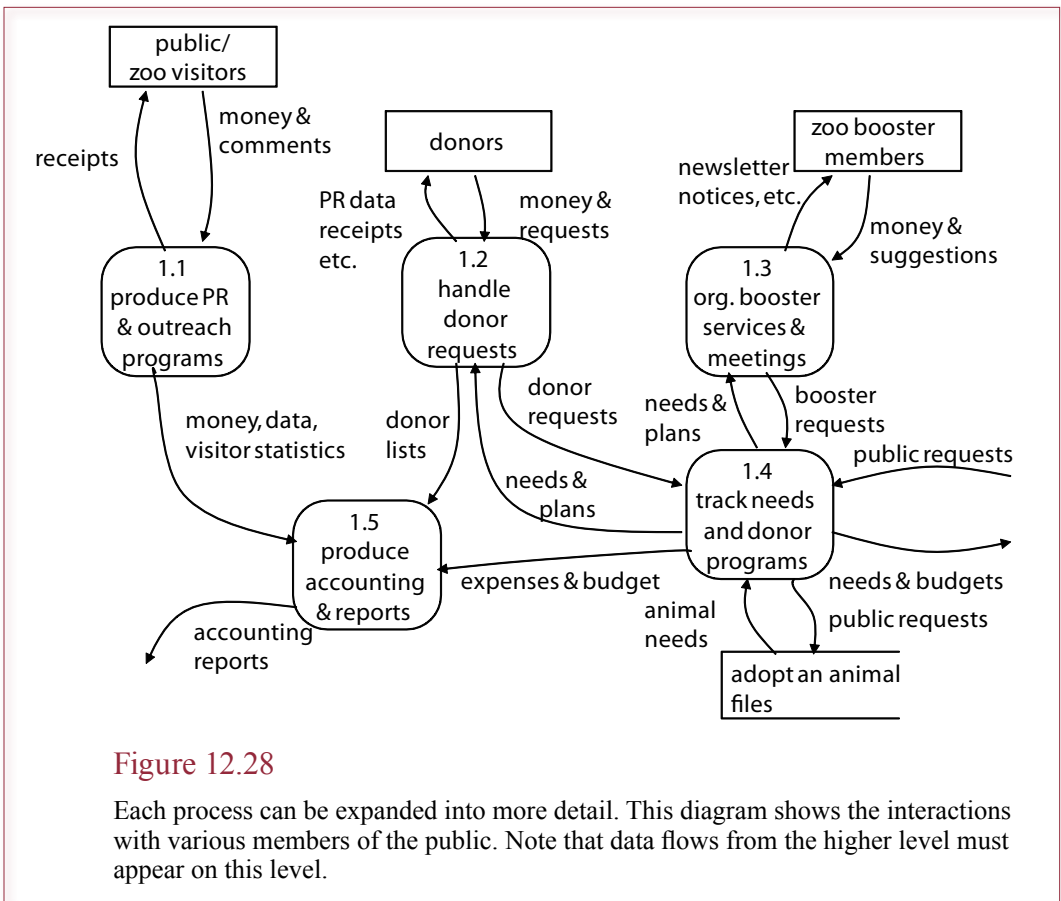 public/
zoo visitors
money &
comments
receipts
donors
zoo booster
members
newsletter
notices, etc.
PR data
receipts
etc.
money &
requests
money &
suggestions
1.1
produce PR
& outreach
programs
1.2
handle
donor
requests
1.3
org. booster
services &
meetings
donor
requests
needs &
plans
booster
requests
money, data,
visitor statistics
donor
lists
public requests
needs &
plans
1.4
track needs
and donor
programs
1.5
produce
accounting
& reports
expenses & budget
needs & budgets
animal
needs
public requests
accounting
reports
adopt an animal
files
Figure 12.28
Each process can be expanded into more detail. This diagram shows the interactions
with various members of the public. Note that data flows from the higher level must
appear on this level.